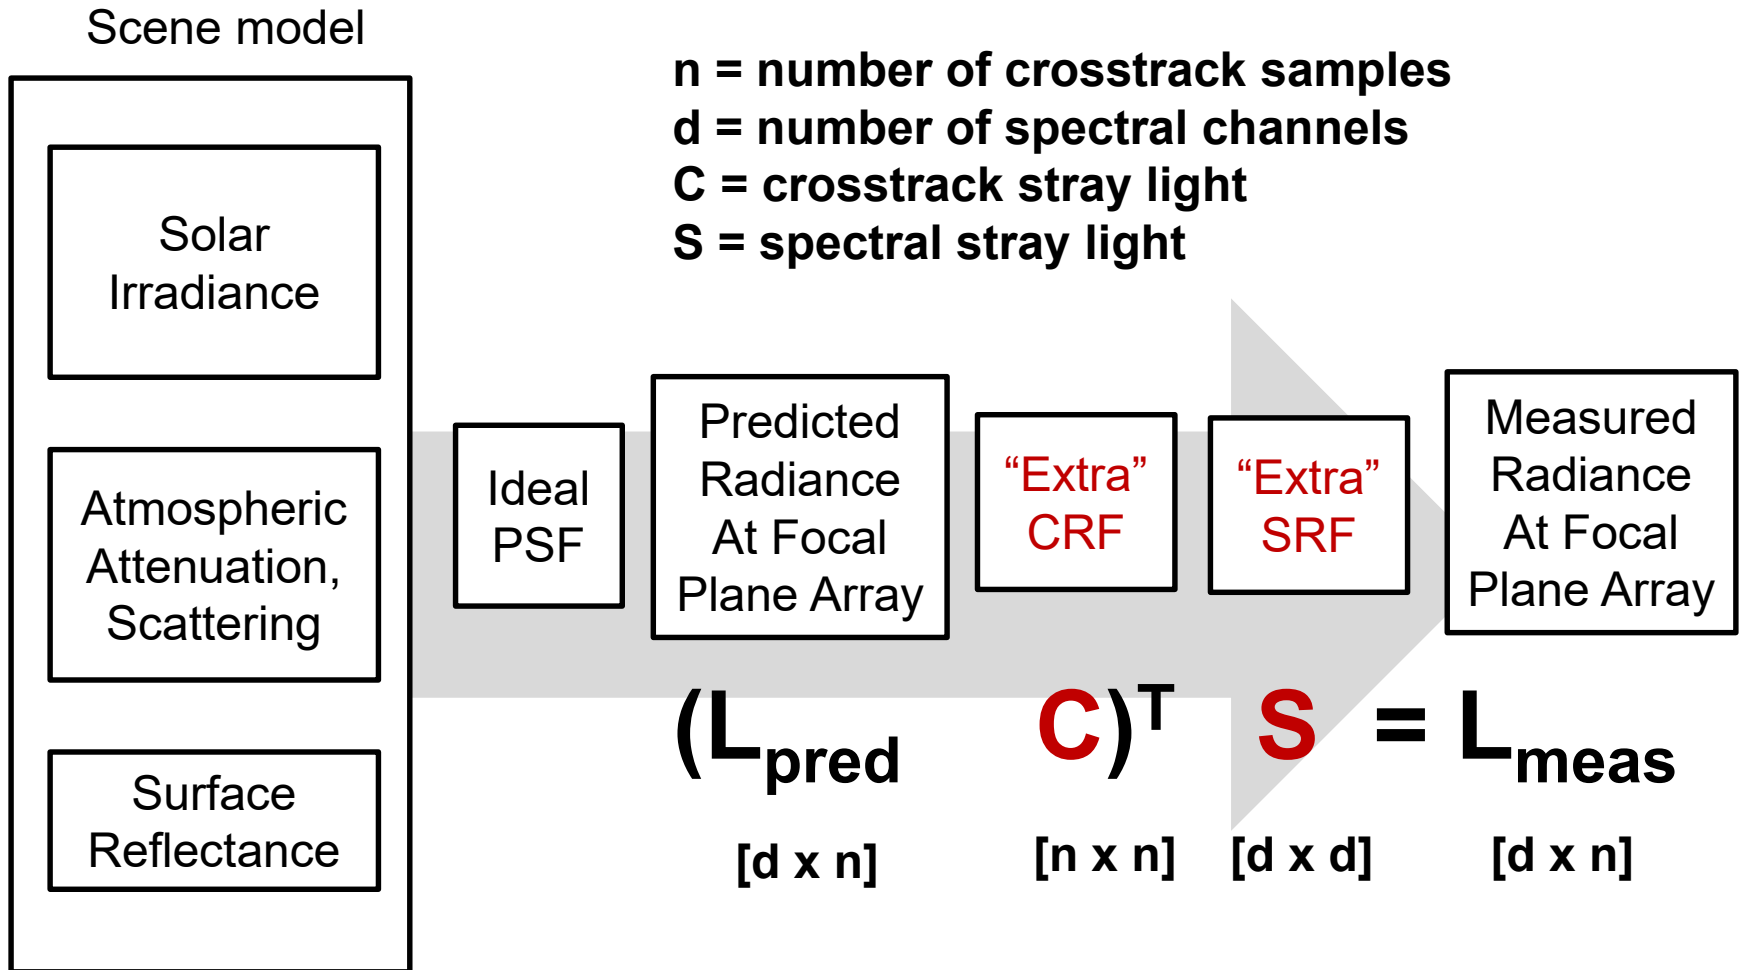 Scene model
n = number of crosstrack samples
d = number of spectral channels
C = crosstrack stray light
S = spectral stray light
Solar
Irradiance
Atmospheric
Attenuation,
Scattering
Surface
Reflectance
Ideal
PSF
Predicted
Radiance
At Focal
Plane Array
“Extra”
CRF
“Extra”
SRF
Measured
Radiance
At Focal
Plane Array
(Lpred C)T S = Lmeas
[d x n] [n x n] [d x d] [d x n]